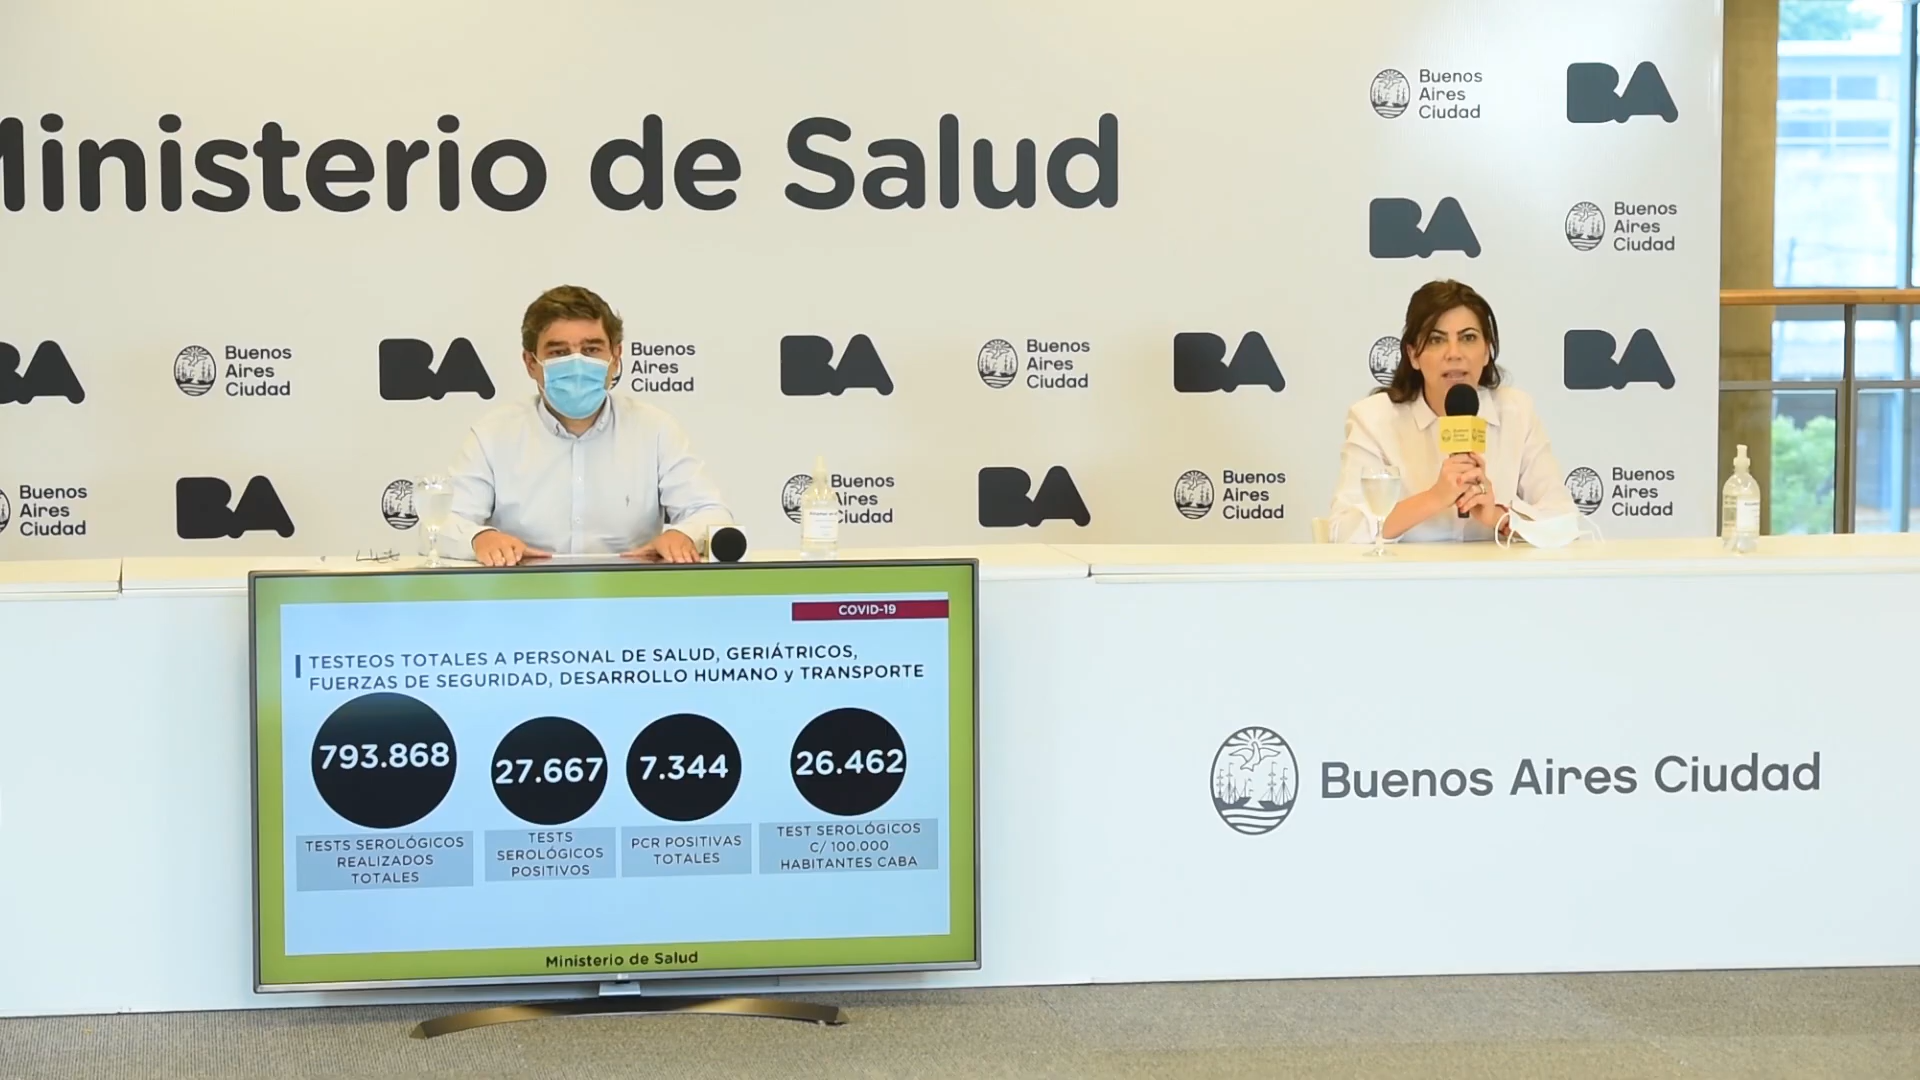 Ministerio de Salud
Buenos
Aires
Ciudad
BA
BA
Buenos
Aires
Ciudad
BA
Buenos
Aires
Ciudad
BA
Buenos
Aires
Ciudad
BA
Buenos
Aires
Ciudad
BA
BA
Buenos
Aires
Ciudad
BA
Buenos
Aires
Ciudad
BA
Buenos
Aires
Ciudad
Buenos
Aires
Ciudad
COVID-19
TESTEOS TOTALES A PERSONAL DE SALUD, GERIÁTRICOS,
FUERZAS DE SEGURIDAD, DESARROLLO HUMANO y TRANSPORTE
793.868
27.667
7.344
26.462
TESTS SEROLÓGICOS
REALIZADOS
TOTALES
TESTS
SEROLÓGICOS
POSITIVOS
PCR POSITIVAS
TOTALES
TEST SEROLÓGICOS
C/ 100.000
HABITANTES CABA
Ministerio de Salud
Buenos Aires Ciudad